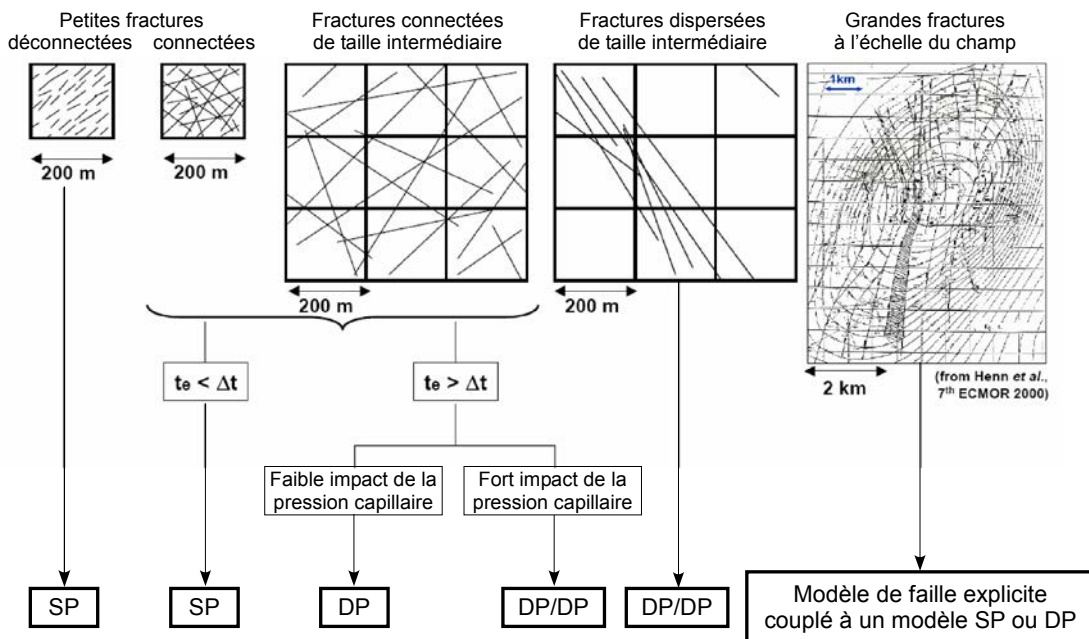 Petites fractures
déconnectées connectées
Fractures connectées
de taille intermédiaire
Fractures dispersées
de taille intermédiaire
Grandes fractures
à l'échelle du champ
1km
200 m
200 m
200 m
200 m
2 km
(from Henn et al.,
7th ECMOR 2000)
te < Δt
te > Δt
Faible impact de la
pression capillaire
Fort impact de la
pression capillaire
SP
SP
DP
DP/DP
DP/DP
Modèle de faille explicite
couplé à un modèle SP ou DP